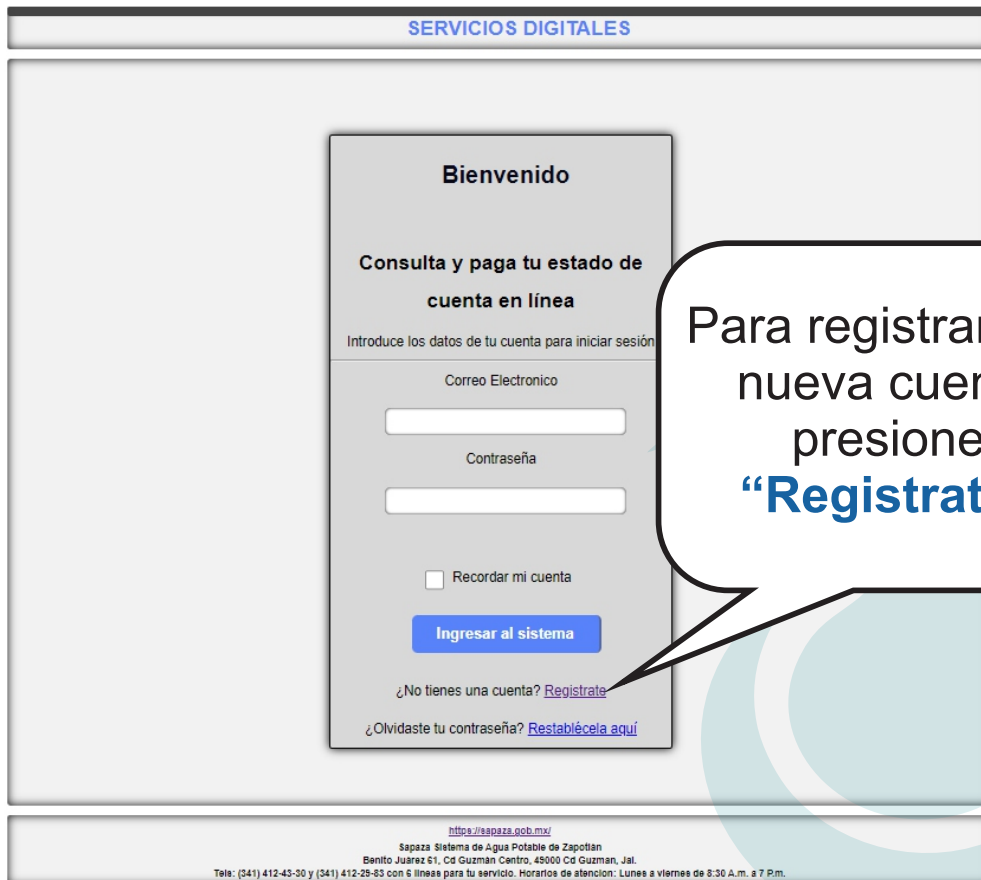 SERVICIOS DIGITALES
Bienvenido
Consulta y paga tu estado de
cuenta en línea
Introduce los datos de tu cuenta para iniciar sesión
Correo Electronico
Contraseña
Recordar mi cuenta
Ingresar al sistema
¿No tienes una cuenta? Registrate
¿Olvidaste tu contraseña? Restablécela aquí
Para registrar
nueva cuen
presione
“Registrat
https://sapaza.gob.mx/
Sapaza Sistema de Agua Potable de Zapotlán
Benito Juárez 61, Cd Guzmán Centro, 49000 Cd Guzman, Jal.
Tels: (341) 412-43-30 y (341) 412-29-83 con 6 lineas para tu servicio. Horarios de atencion: Lunes a viernes de 8:30 A.m. a 7 P.m.